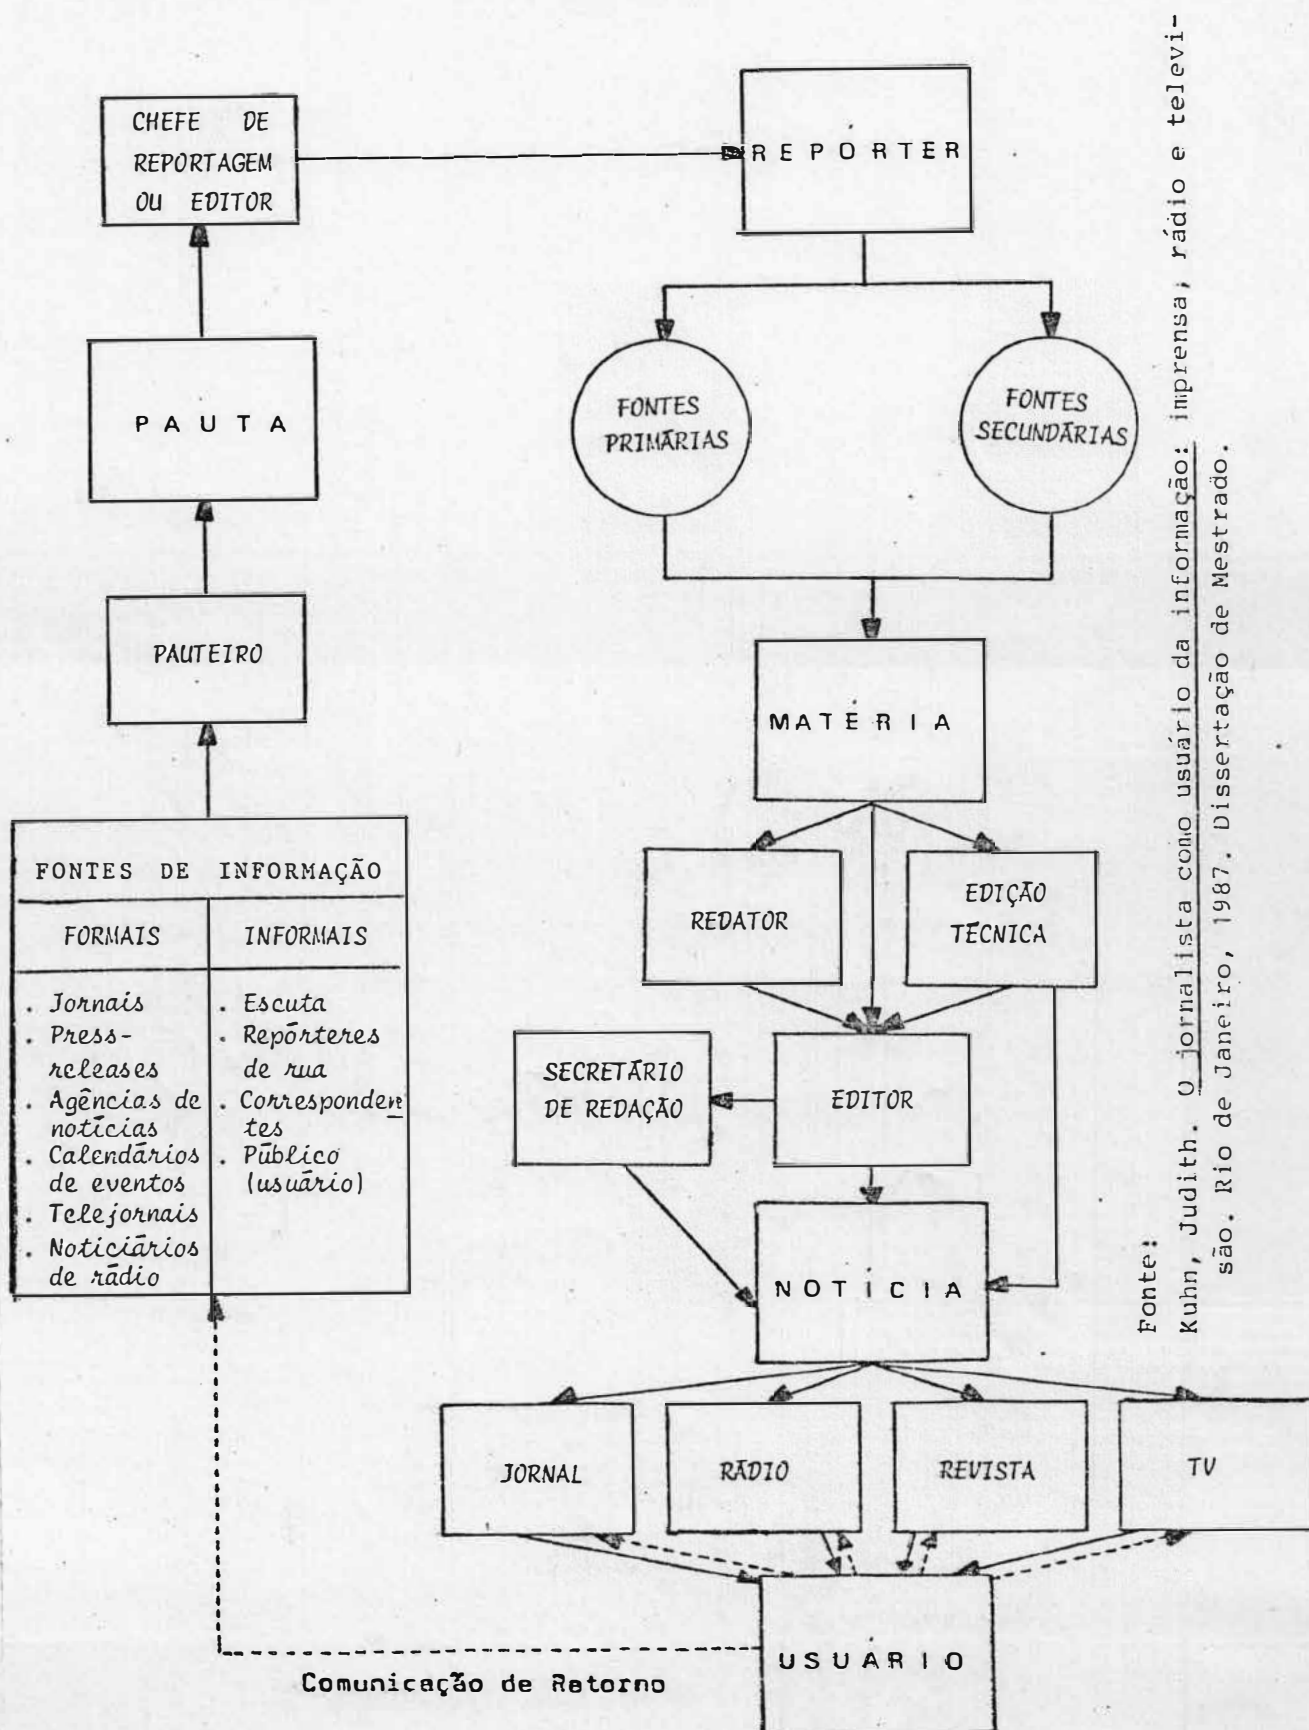 CHEFE DE
REPORTAGEM
OU EDITOR
REPÓRTER
PAUTA
FONTES
PRIMÁRIAS
FONTES
SECUNDÁRIAS
PAUTEIRO
MATÉRIA
FONTES DE INFORMAÇÃO
FORMAIS
. Jornais
. Press-
releases
. Agências de
notícias
. Calendários
de eventos
. Telejornais
. Noticiários
de rádio
INFORMAIS
. Escuta
. Repórteres
de rua
. Corresponden
tes
. Público
(usuário)
REDATOR
EDIÇÃO
TÉCNICA
SECRETÁRIO
DE REDAÇÃO
EDITOR
NOTÍCIA
JORNAL
RÁDIO
REVISTA
TV
USUÁRIO
Comunicação de Retorno
Fonte:
Kuhn, Judith. O jornalista como usuário da informação: imprensa, rádio e televi-
são. Rio de Janeiro, 1987. Dissertação de Mestrado.